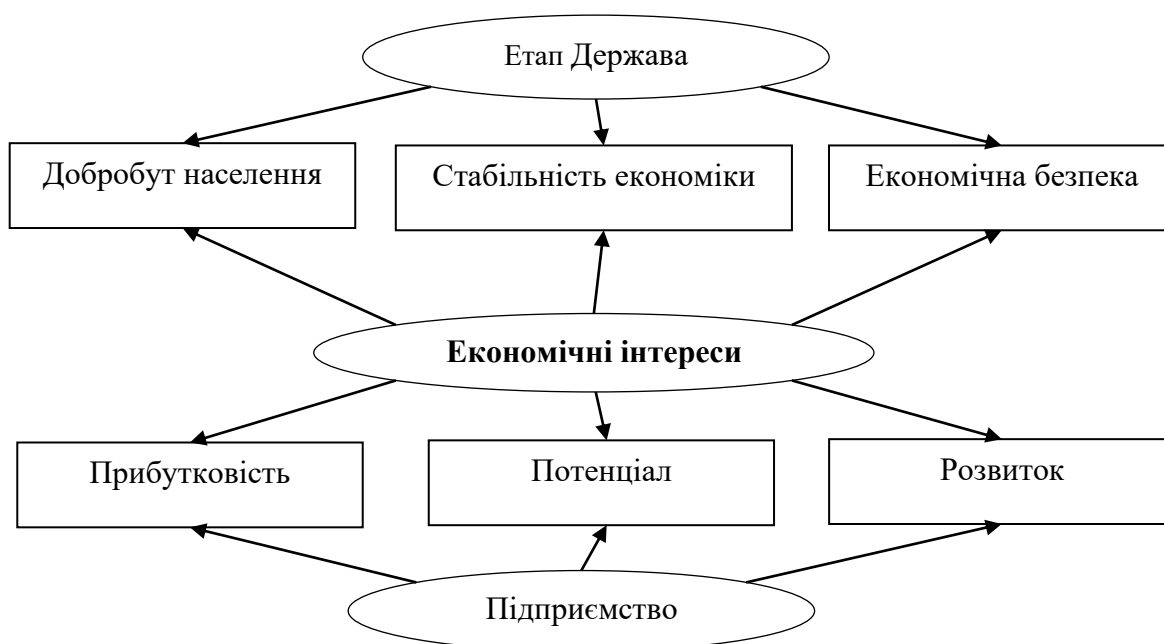 Етап Держава
Добробут населення
Стабільність економіки
Економічна безпека
Економічні інтереси
Прибутковість
Потенціал
Розвиток
Підприємство